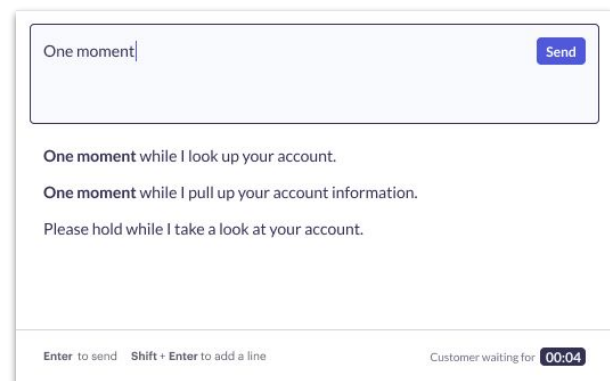 One moment
Send
One moment while I look up your account.
One moment while I pull up your account information.
Please hold while I take a look at your account.
Enter to send Shift + Enter to add a line
Customer waiting for 00:04